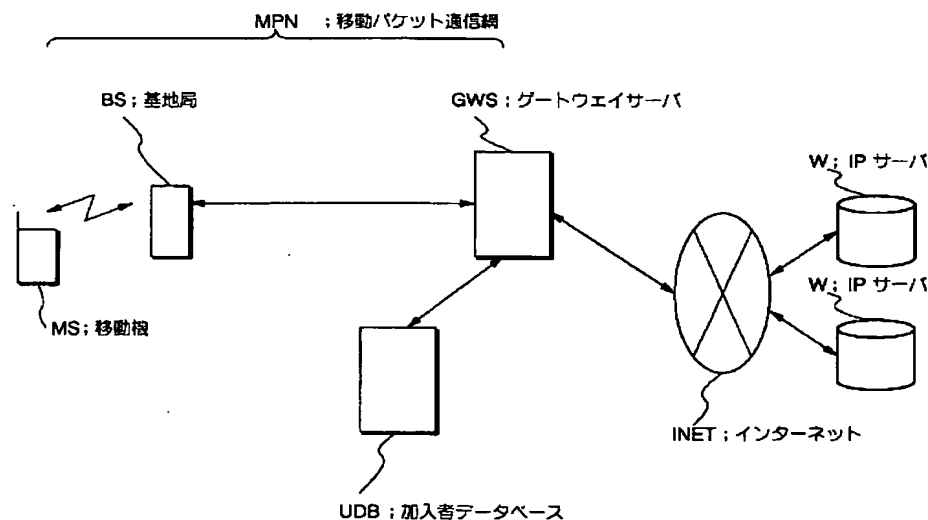 MPN ；移動パケット通信網
BS；基地局
GWS：ゲートウェイサーバ
W；IP サーバ
W；IP サーバ
MS；移動機
INET；インターネット
UDB；加入者データベース